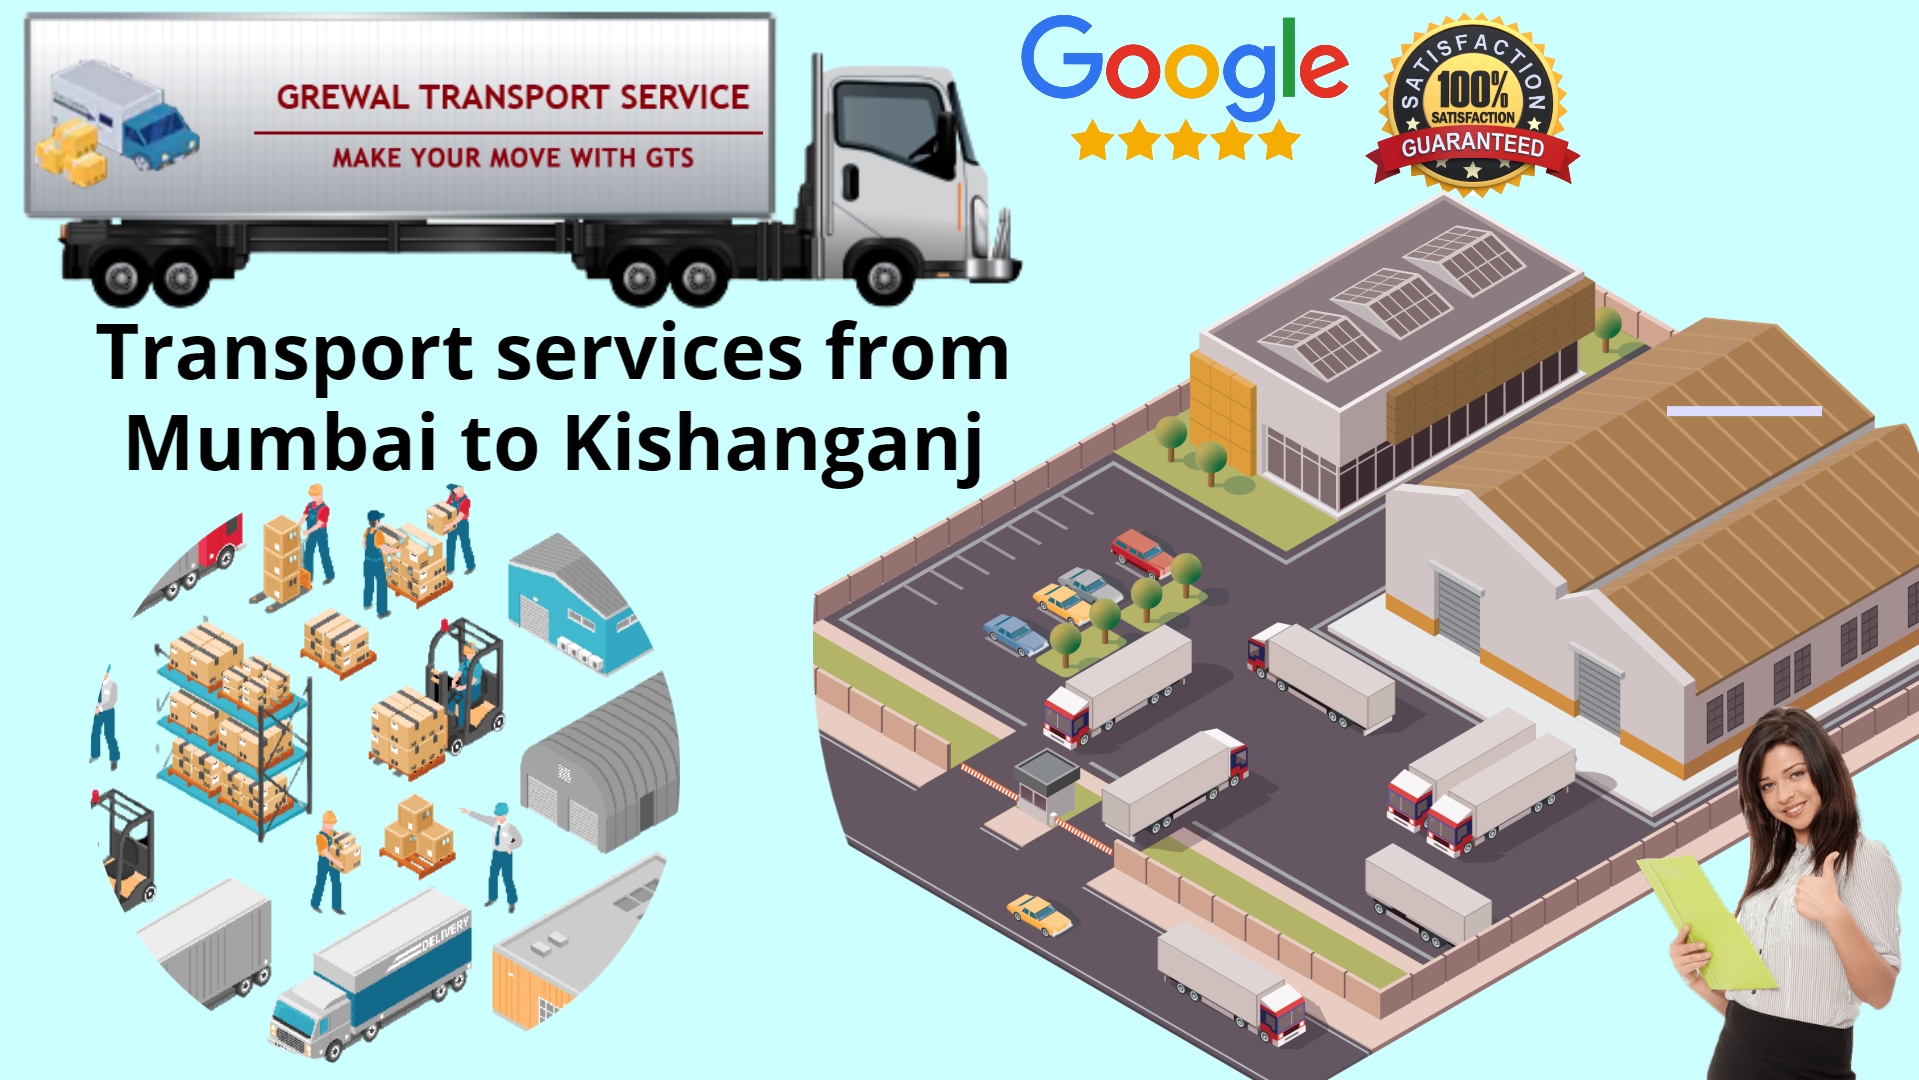 GREWAL TRANSPORT SERVICE
MAKE YOUR MOVE WITH GTS
Google
SATISFACTION
100%
SATISFACTION
GUARANTEED
Transport services from
Mumbai to Kishanganj
DELIVERY